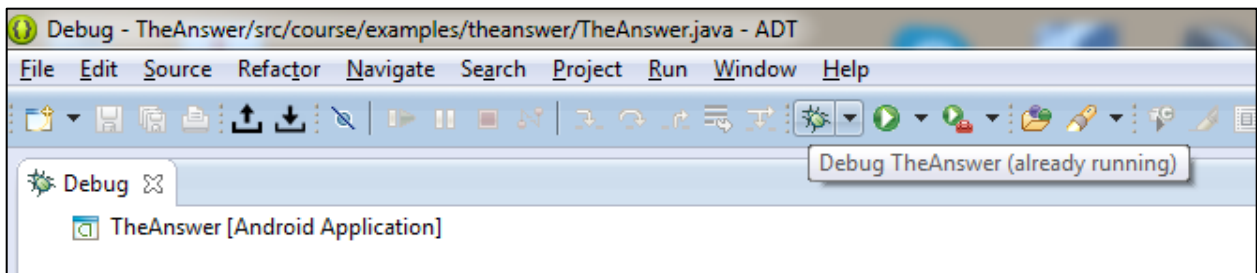 Debug - TheAnswer/src/course/examples/theanswer/TheAnswer.java - ADT
File Edit Source Refactor Navigate Search Project Run Window Help
Debug TheAnswer (already running)
Debug
TheAnswer [Android Application]